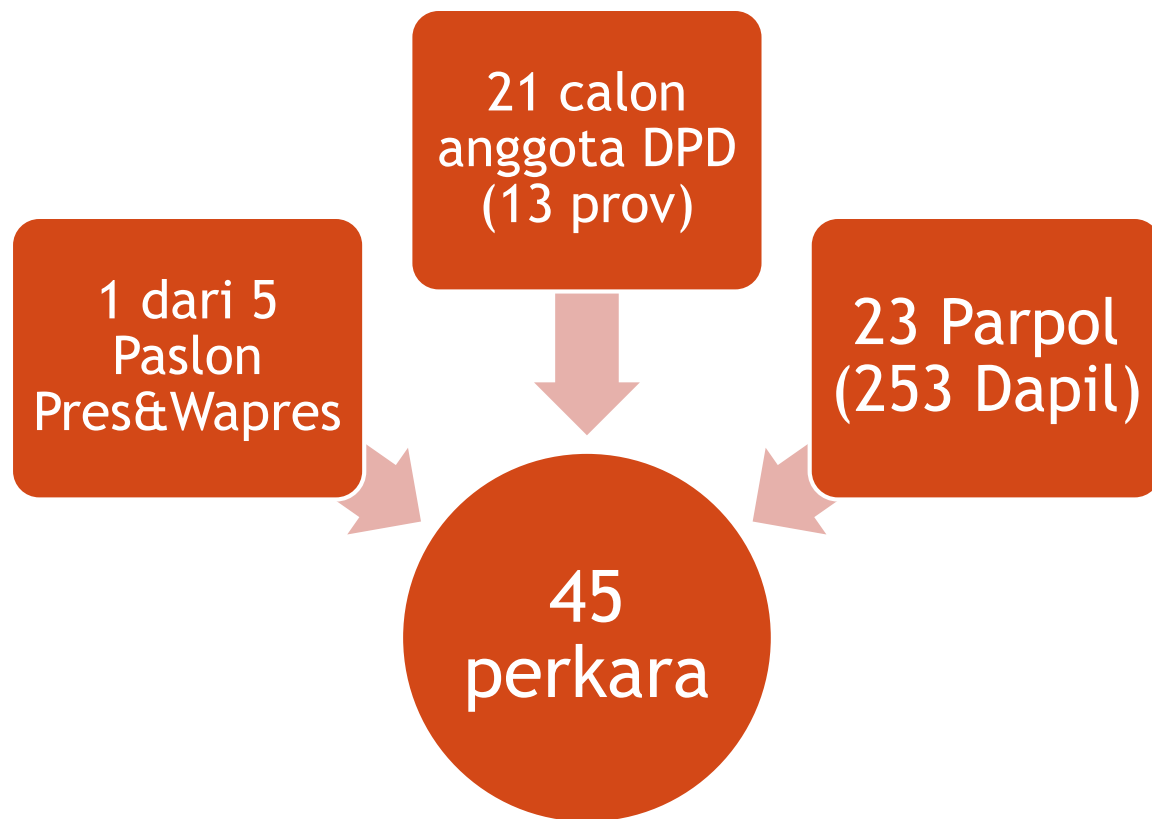 21 calon
anggota DPD
(13 prov)
1 dari 5
Paslon
Pres&Wapres
23 Parpol
(253 Dapil)
45
perkara